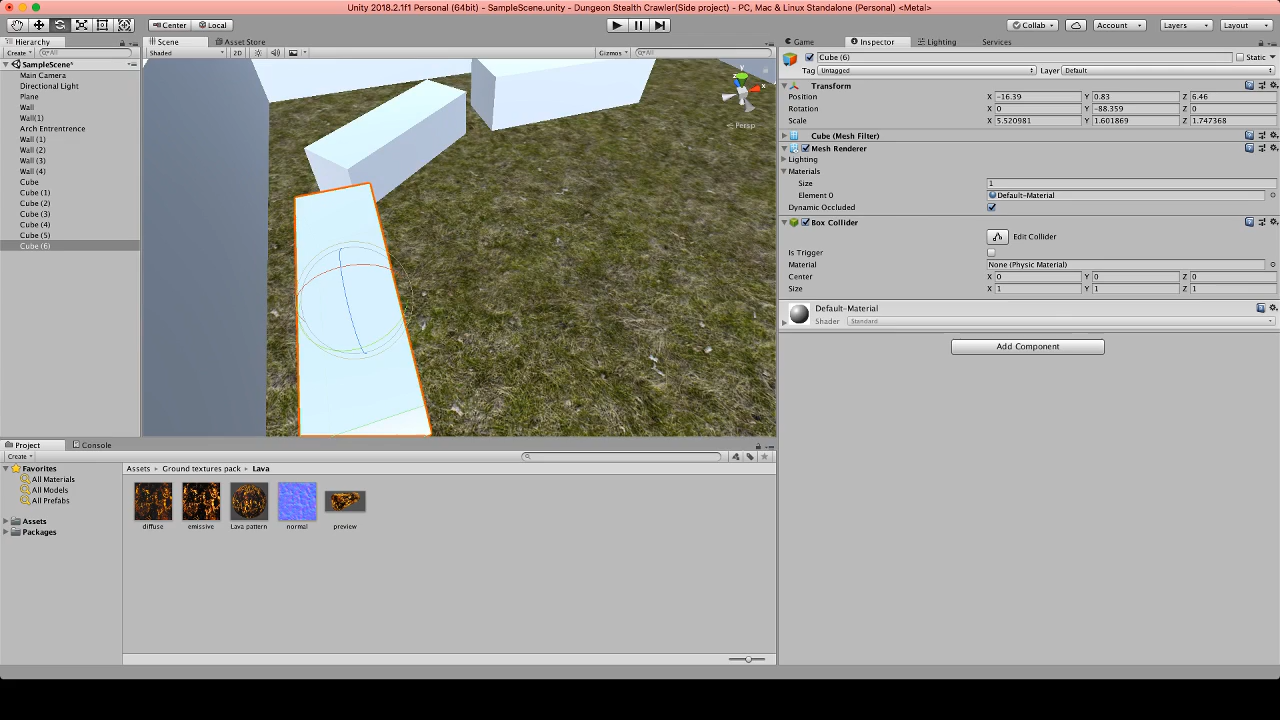 Unity 2018.2.1f1 Personal (64bit) - SampleScene.unity - Dungeon Stealth Crawler(Side project) - PC, Mac & Linux Standalone (Personal) <Metal>
Center Local Collab Account Layers Layout
Hierarchy Scene Asset Store Game Inspector Lighting Services
Create All Shaded 2D Gizmos All Cube (6) Static
SampleScene* Tag Untagged Layer Default
Main Camera
Directional Light
Plane
Wall
Wall(1)
Arch Entrentrence
Wall (1)
Wall (2)
Wall (3)
Wall (4)
Cube
Cube (1)
Cube (2)
Cube (3)
Cube (4)
Cube (5)
Cube (6)
y
x
z
Persp
Transform
Position X -16.39 Y 0.83 Z 6.46
Rotation X 0 Y -88.359 Z 0
Scale X 5.520981 Y 1.601869 Z 1.747368
Cube (Mesh Filter)
Mesh Renderer
Lighting
Materials
Size 1
Element 0 Default-Material
Dynamic Occluded
Box Collider
Edit Collider
Is Trigger
Material None (Physic Material)
Center X 0 Y 0 Z 0
Size X 1 Y 1 Z 1
Default-Material
Shader Standard
Add Component
Project Console
Create
Favorites
All Materials
All Models
All Prefabs
Assets
Packages
Assets Ground textures pack Lava
diffuse emissive Lava pattern normal preview